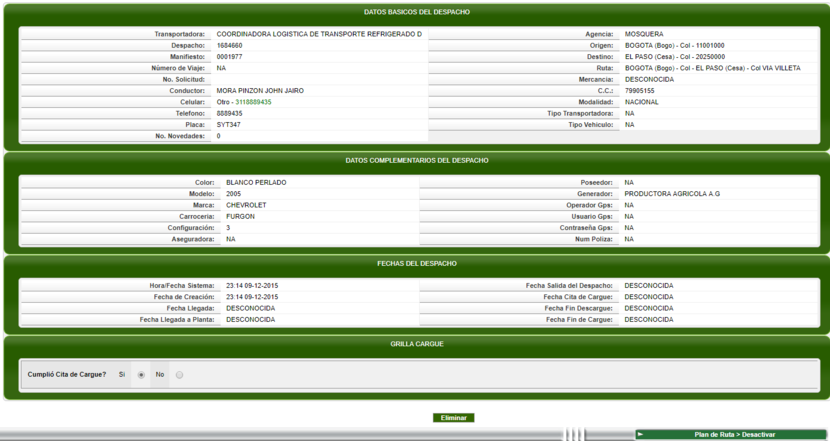 DATOS BASICOS DEL DESPACHO
Transportadora: COORDINADORA LOGISTICA DE TRANSPORTE REFRIGERADO D Agencia: MOSQUERA
Despacho: 1684660 Origen: BOGOTA (Bogo) - Col - 11001000
Manifiesto: 0001977 Destino: EL PASO (Cesa) - Col - 20250000
Número de Viaje: NA Ruta: BOGOTA (Bogo) - Col - EL PASO (Cesa) - Col VIA VILLETA
No. Solicitud: Mercancia: DESCONOCIDA
Conductor: MORA PINZON JOHN JAIRO C.C.: 79905155
Celular: Otro - 3118889435 Modalidad: NACIONAL
Telefono: 8889435 Tipo Transportadora: NA
Placa: SYT347 Tipo Vehiculo: NA
No. Novedades: 0
DATOS COMPLEMENTARIOS DEL DESPACHO
Color: BLANCO PERLADO Poseedor: NA
Modelo: 2005 Generador: PRODUCTORA AGRICOLA A.G
Marca: CHEVROLET Operador Gps: NA
Carroceria: FURGON Usuario Gps: NA
Configuración: 3 Contraseña Gps: NA
Aseguradora: NA Num Poliza: NA
FECHAS DEL DESPACHO
Hora/Fecha Sistema: 23:14 09-12-2015 Fecha Salida del Despacho: DESCONOCIDA
Fecha de Creación: 23:14 09-12-2015 Fecha Cita de Cargue: DESCONOCIDA
Fecha Llegada: DESCONOCIDA Fecha Fin Descargue: DESCONOCIDA
Fecha Llegada a Planta: DESCONOCIDA Fecha Fin de Cargue: DESCONOCIDA
GRILLA CARGUE
Cumplió Cita de Cargue? Si No
Eliminar
Plan de Ruta > Desactivar